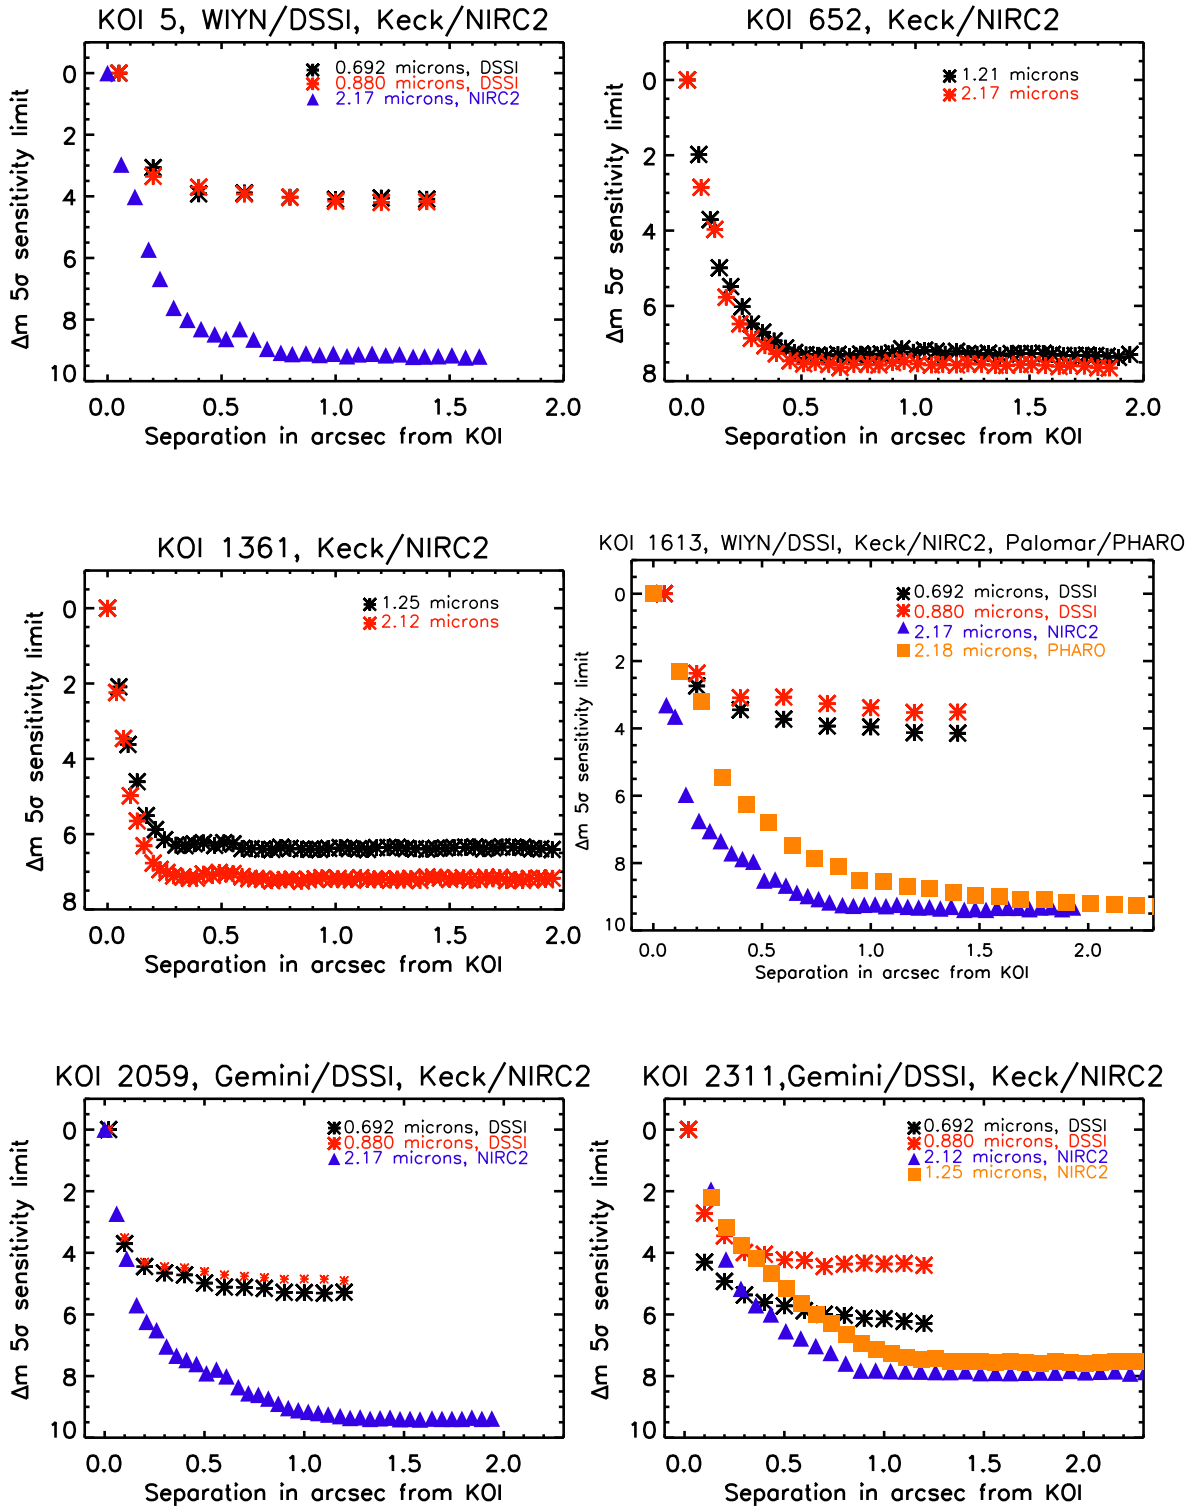 KOI 5, WIYN/DSSI, Keck/NIRC2
0.692 microns, DSSI
0.880 microns, DSSI
2.17 microns, NIRC2
Δm 5σ sensitivity limit
0
2
4
6
8
10
0.0 0.5 1.0 1.5 2.0
Separation in arcsec from KOI
KOI 652, Keck/NIRC2
1.21 microns
2.17 microns
Δm 5σ sensitivity limit
0
2
4
6
8
0.0 0.5 1.0 1.5 2.0
Separation in arcsec from KOI
KOI 1361, Keck/NIRC2
1.25 microns
2.12 microns
Δm 5σ sensitivity limit
0
2
4
6
8
0.0 0.5 1.0 1.5 2.0
Separation in arcsec from KOI
KOI 1613, WIYN/DSSI, Keck/NIRC2, Palomar/PHARO
0.692 microns, DSSI
0.880 microns, DSSI
2.17 microns, NIRC2
2.18 microns, PHARO
Δm 5σ sensitivity limit
0
2
4
6
8
10
0.0 0.5 1.0 1.5 2.0
Separation in arcsec from KOI
KOI 2059, Gemini/DSSI, Keck/NIRC2
0.692 microns, DSSI
0.880 microns, DSSI
2.17 microns, NIRC2
Δm 5σ sensitivity limit
0
2
4
6
8
10
0.0 0.5 1.0 1.5 2.0
Separation in arcsec from KOI
KOI 2311,Gemini/DSSI, Keck/NIRC2
0.692 microns, DSSI
0.880 microns, DSSI
2.12 microns, NIRC2
1.25 microns, NIRC2
Δm 5σ sensitivity limit
0
2
4
6
8
10
0.0 0.5 1.0 1.5 2.0
Separation in arcsec from KOI